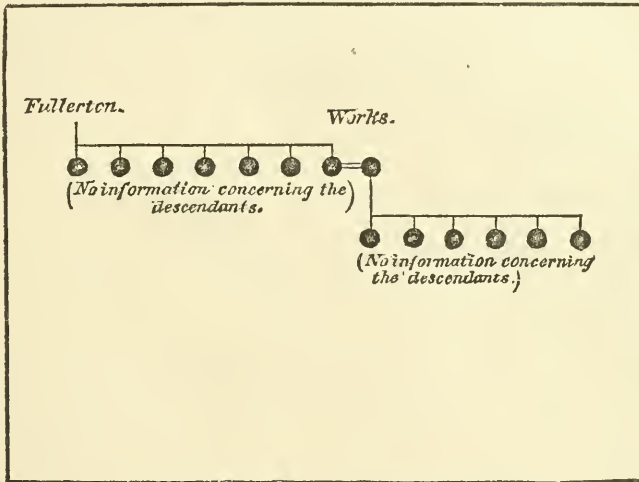 Fullerton.
Works.
(No information concerning the)
descendants.
(No information concerning
the descendants.)